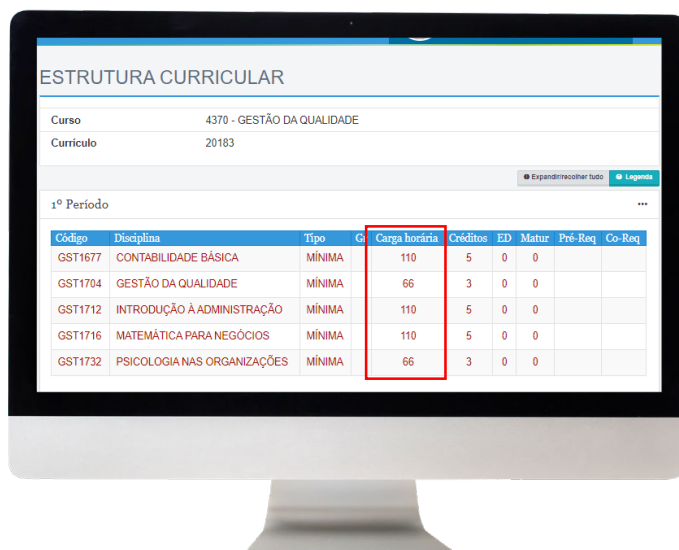 ESTRUTURA CURRICULAR
Curso 4370 - GESTÃO DA QUALIDADE
Currículo 20183
Expandir/recolher tudo Legenda
1º Período ...
Código Disciplina Tipo Carga horária Créditos ED Matur Pré-Req Co-Req
GST1677 CONTABILIDADE BÁSICA MÍNIMA 110 5 0 0
GST1704 GESTÃO DA QUALIDADE MÍNIMA 66 3 0 0
GST1712 INTRODUÇÃO À ADMINISTRAÇÃO MÍNIMA 110 5 0 0
GST1716 MATEMÁTICA PARA NEGÓCIOS MÍNIMA 110 5 0 0
GST1732 PSICOLOGIA NAS ORGANIZAÇÕES MÍNIMA 66 3 0 0